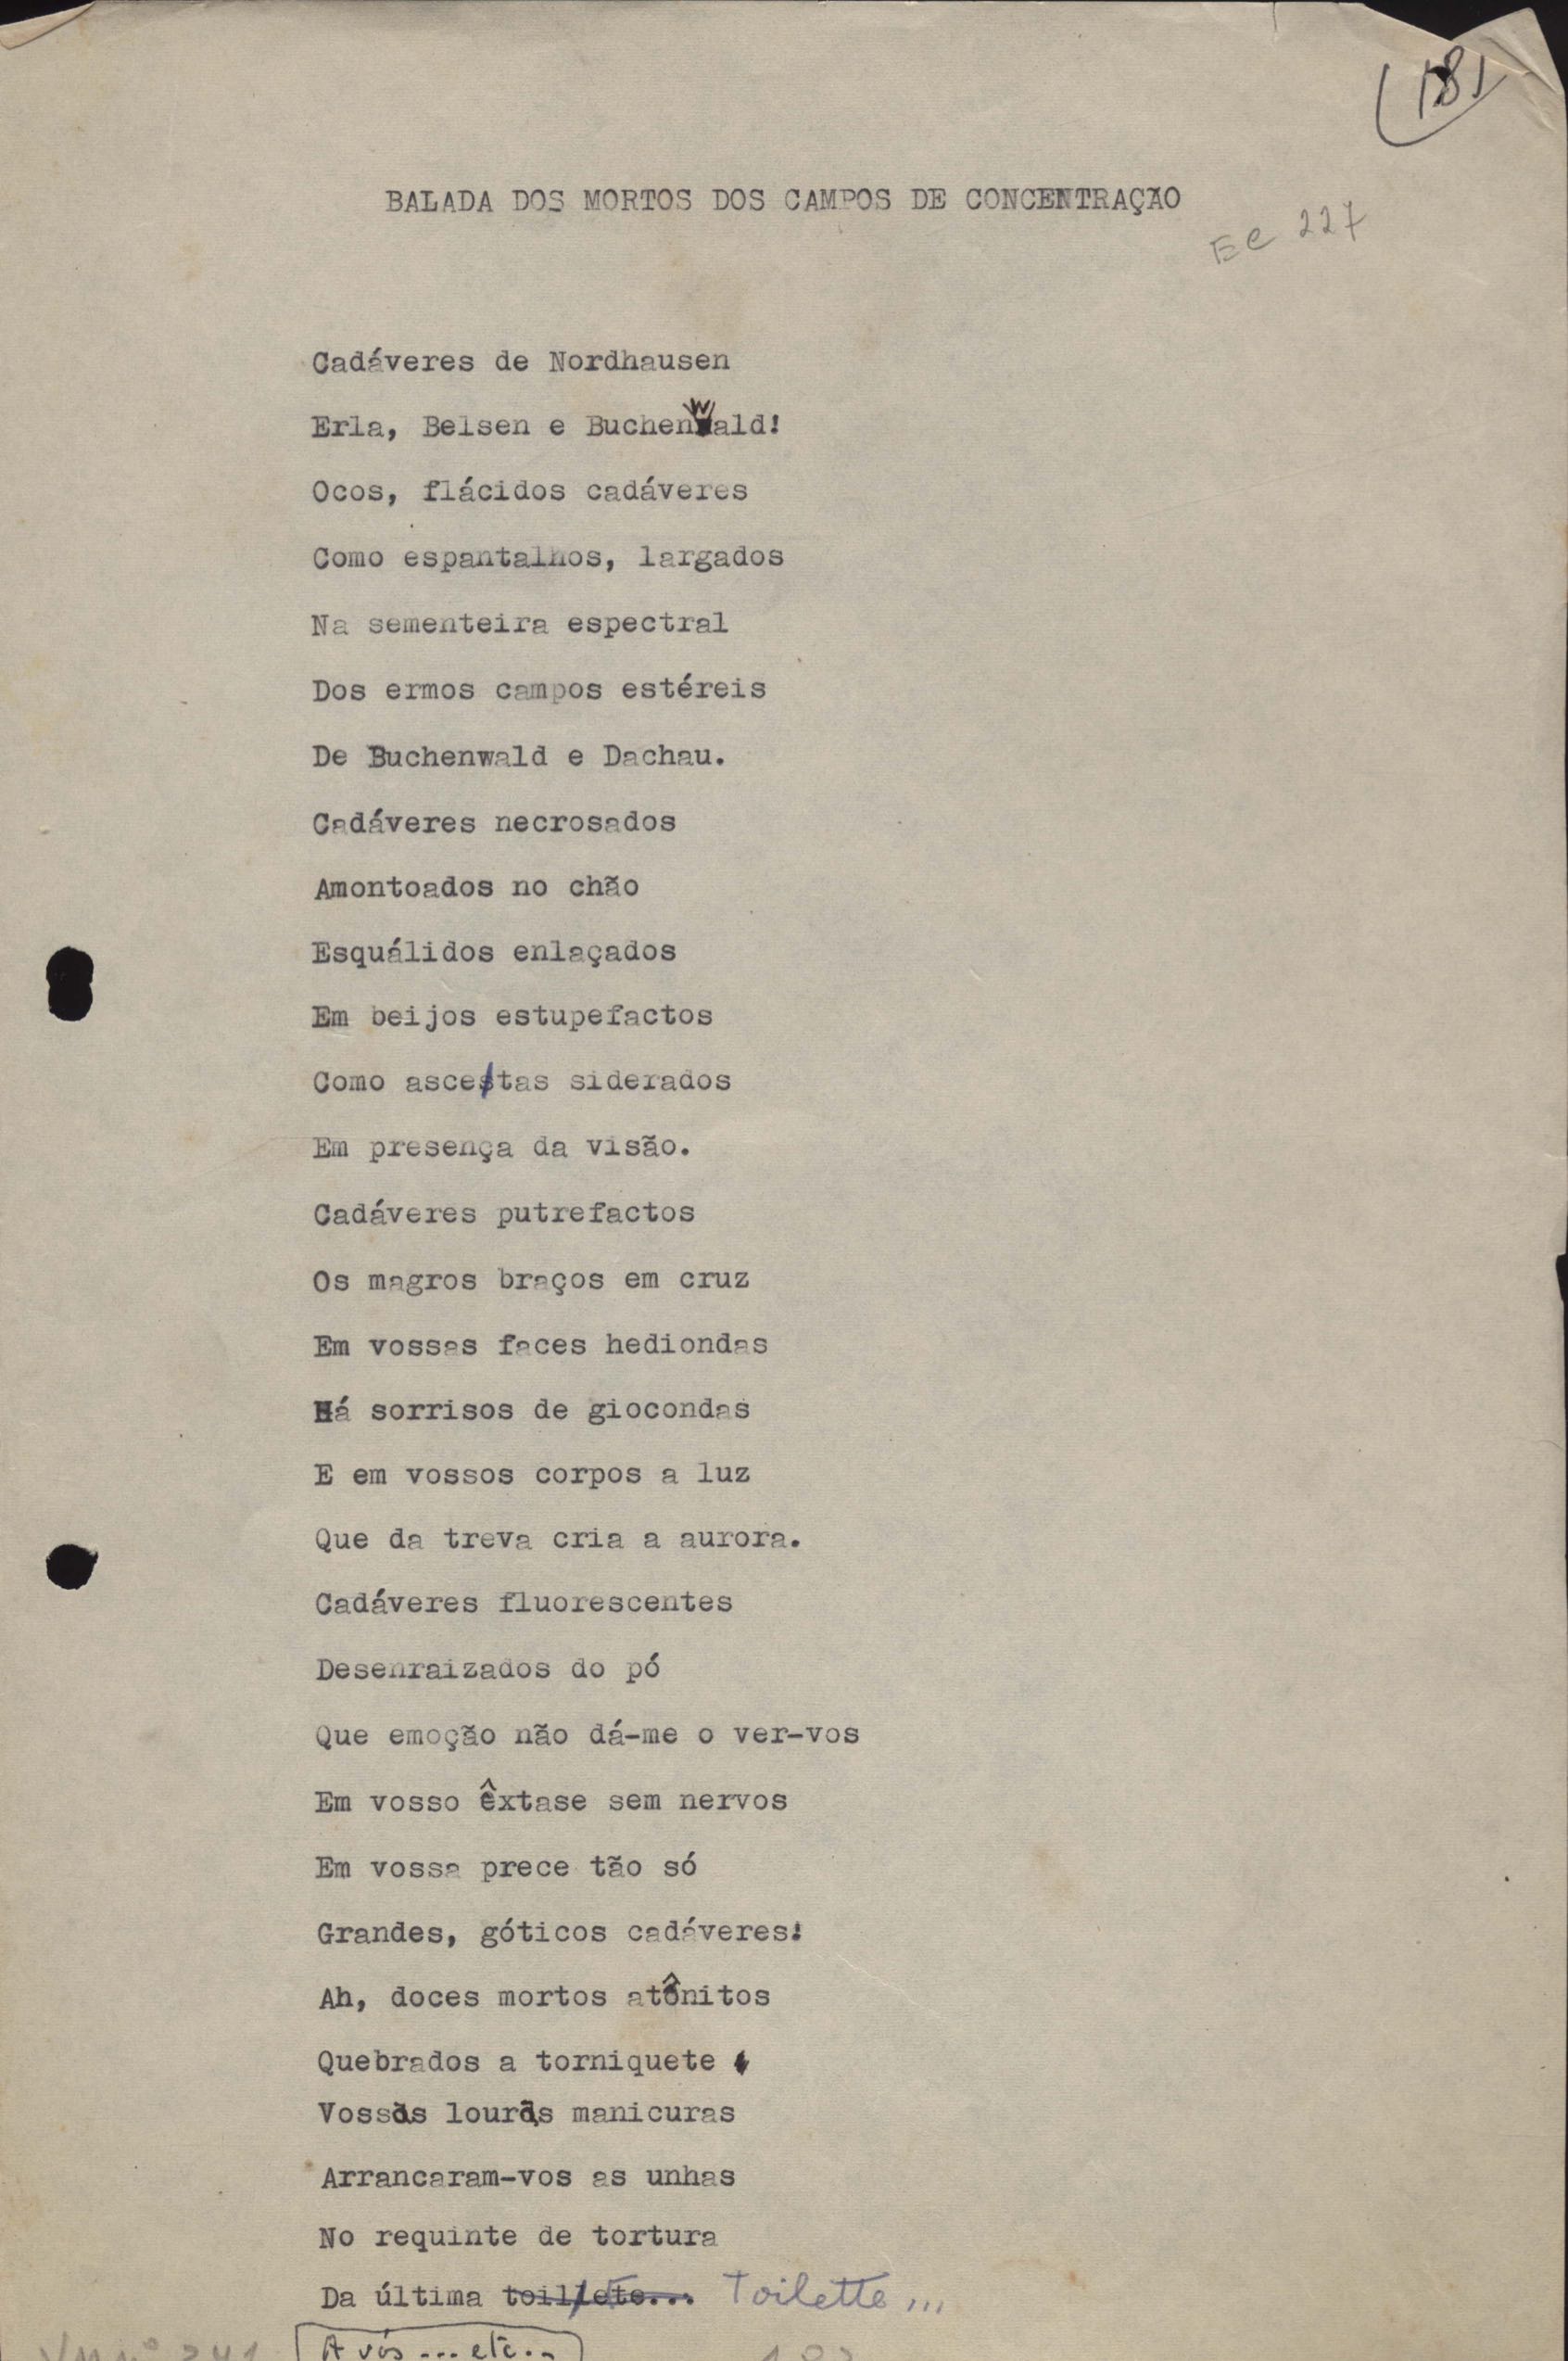 (181
BALADA DOS MORTOS DOS CAMPOS DE CONCENTRAÇÃO
Ee 227
Cadáveres de Nordhausen
Erla, Belsen e Buchenwald!
Ocos, flácidos cadáveres
Como espantalhos, largados
Na sementeira espectral
Dos ermos campos estéreis
De Buchenwald e Dachau.
Cadáveres necrosados
Amontoados no chão
Esquálidos enlaçados
Em beijos estupefactos
Como ascetas siderados
Em presença da visão.
Cadáveres putrefactos
Os magros braços em cruz
Em vossas faces hediondas
Há sorrisos de giocondas
E em vossos corpos a luz
Que da treva cria a aurora.
Cadáveres fluorescentes
Desenraizados do pó
Que emoção não dá-me o ver-vos
Em vosso êxtase sem nervos
Em vossa prece tão só
Grandes, góticos cadáveres!
Ah, doces mortos atônitos
Quebrados a torniquete
Vossas louras manicuras
Arrancaram-vos as unhas
No requinte de tortura
Da última toillete... Toilette...
A vós... etc..